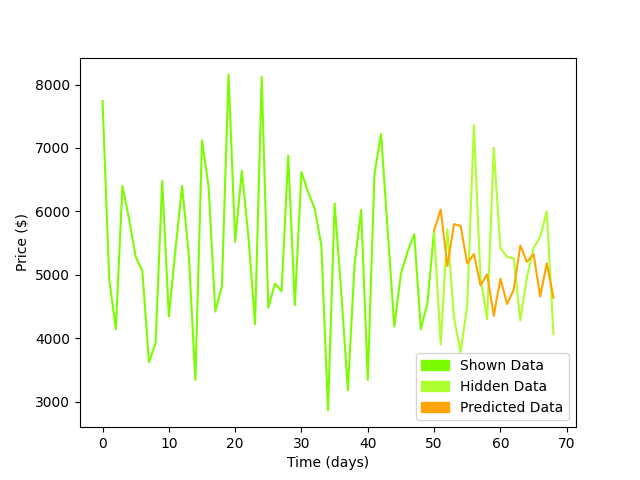 8000
7000
6000
5000
4000
3000
Price ($)
0 10 20 30 40 50 60 70
Time (days)
Shown Data
Hidden Data
Predicted Data